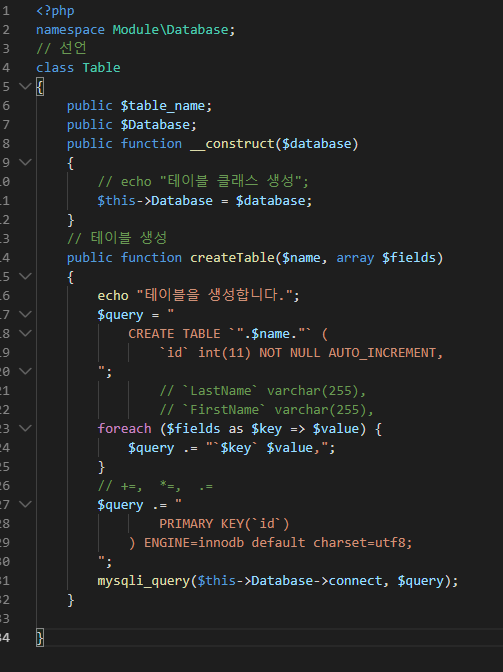 1 <?php
2 namespace Module\Database;
3 // 선언
4 class Table
5 {
6 public $table_name;
7 public $Database;
8 public function __construct($database)
9 {
10 // echo "테이블 클래스 생성";
11 $this->Database = $database;
12 }
13 // 테이블 생성
14 public function createTable($name, array $fields)
15 {
16 echo "테이블을 생성합니다.";
17 $query = "
18 CREATE TABLE `".$name."` (
19 `id` int(11) NOT NULL AUTO_INCREMENT,
20 ";
21 // `LastName` varchar(255),
22 // `FirstName` varchar(255),
23 foreach ($fields as $key => $value) {
24 $query .= "`$key` $value,";
25 }
26 // +=, *=, .=
27 $query .= "
28 PRIMARY KEY(`id`)
29 ) ENGINE=innodb default charset=utf8;
30 ";
31 mysqli_query($this->Database->connect, $query);
32 }
33
34 }